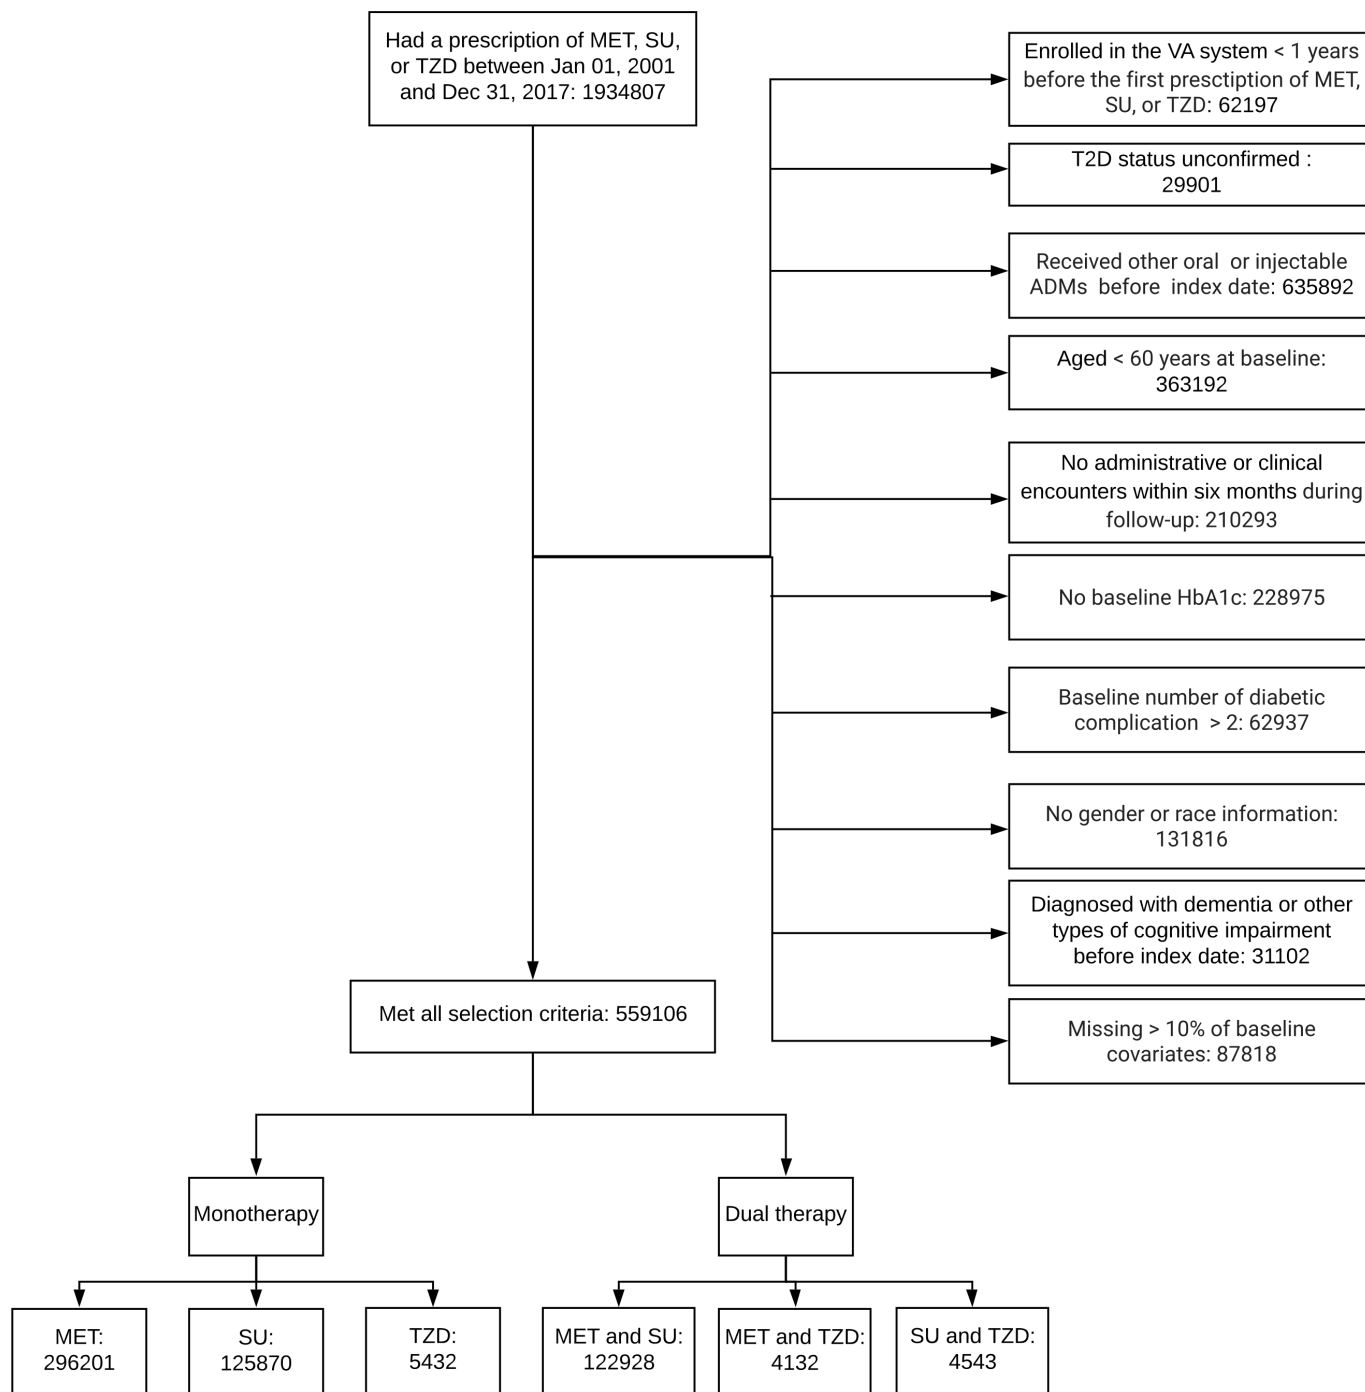 Had a prescription of MET, SU,
or TZD between Jan 01, 2001
and Dec 31, 2017: 1934807
Enrolled in the VA system < 1 years
before the first presctiption of MET,
SU, or TZD: 62197
T2D status unconfirmed :
29901
Received other oral or injectable
ADMs before index date: 635892
Aged < 60 years at baseline:
363192
No administrative or clinical
encounters within six months during
follow-up: 210293
No baseline HbA1c: 228975
Baseline number of diabetic
complication > 2: 62937
No gender or race information:
131816
Diagnosed with dementia or other
types of cognitive impairment
before index date: 31102
Missing > 10% of baseline
covariates: 87818
Met all selection criteria: 559106
Monotherapy
Dual therapy
MET:
296201
SU:
125870
TZD:
5432
MET and SU:
122928
MET and TZD:
4132
SU and TZD:
4543